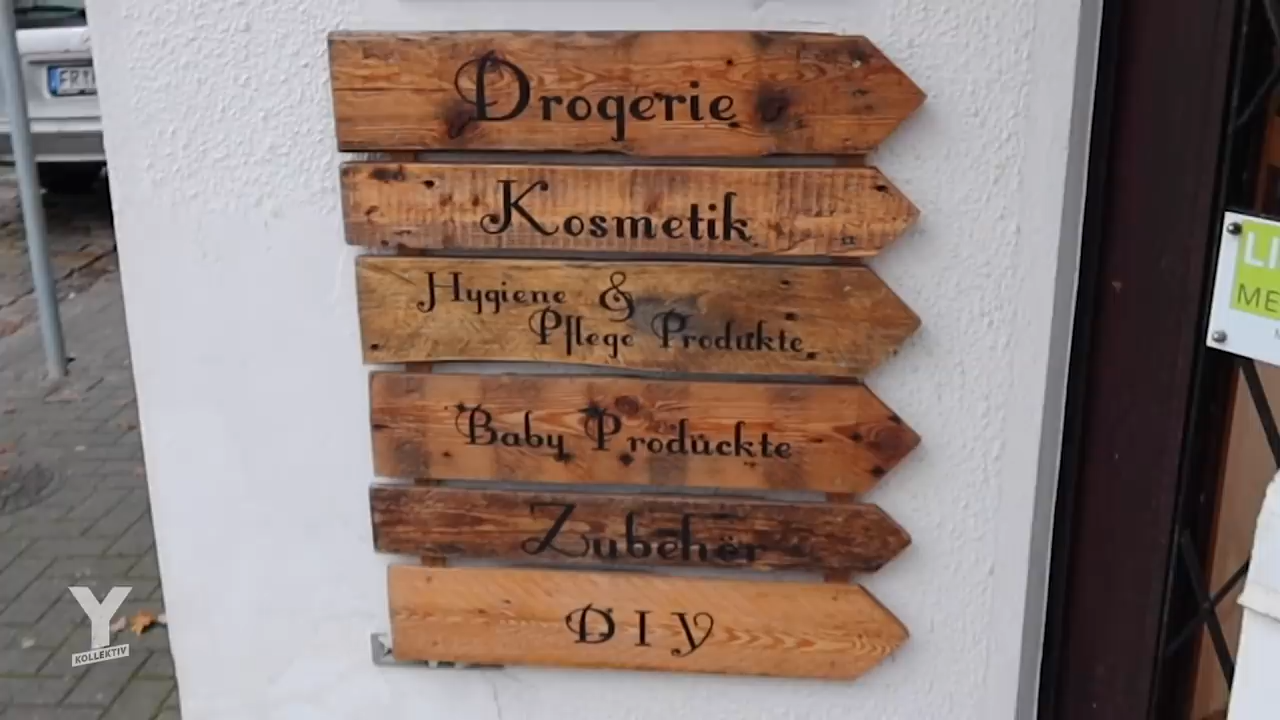 Drogerie
Kosmetik
Hygiene &
Pflege Produkte
Baby Produckte
Zubehör
DIY
Y
KOLLEKTIV